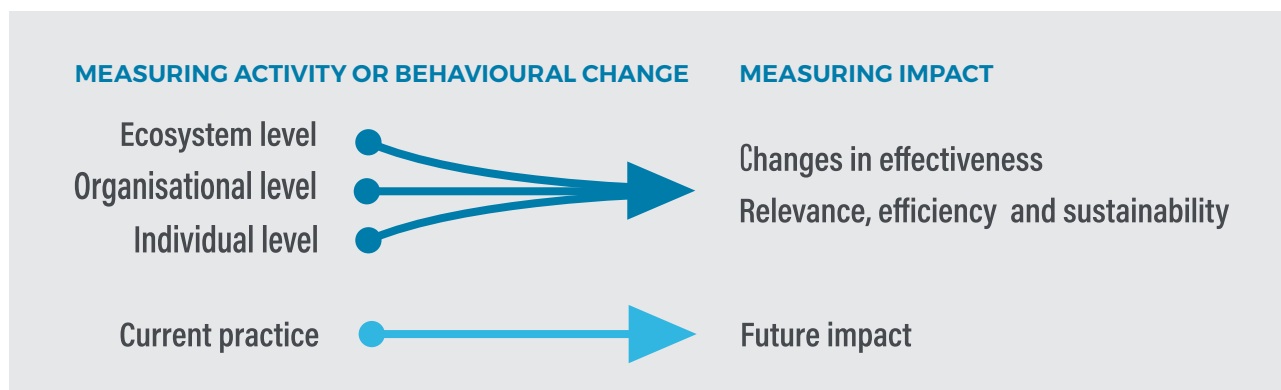 MEASURING ACTIVITY OR BEHAVIOURAL CHANGE
Ecosystem level
Organisational level
Individual level
Current practice
MEASURING IMPACT
Changes in effectiveness
Relevance, efficiency and sustainability
Future impact